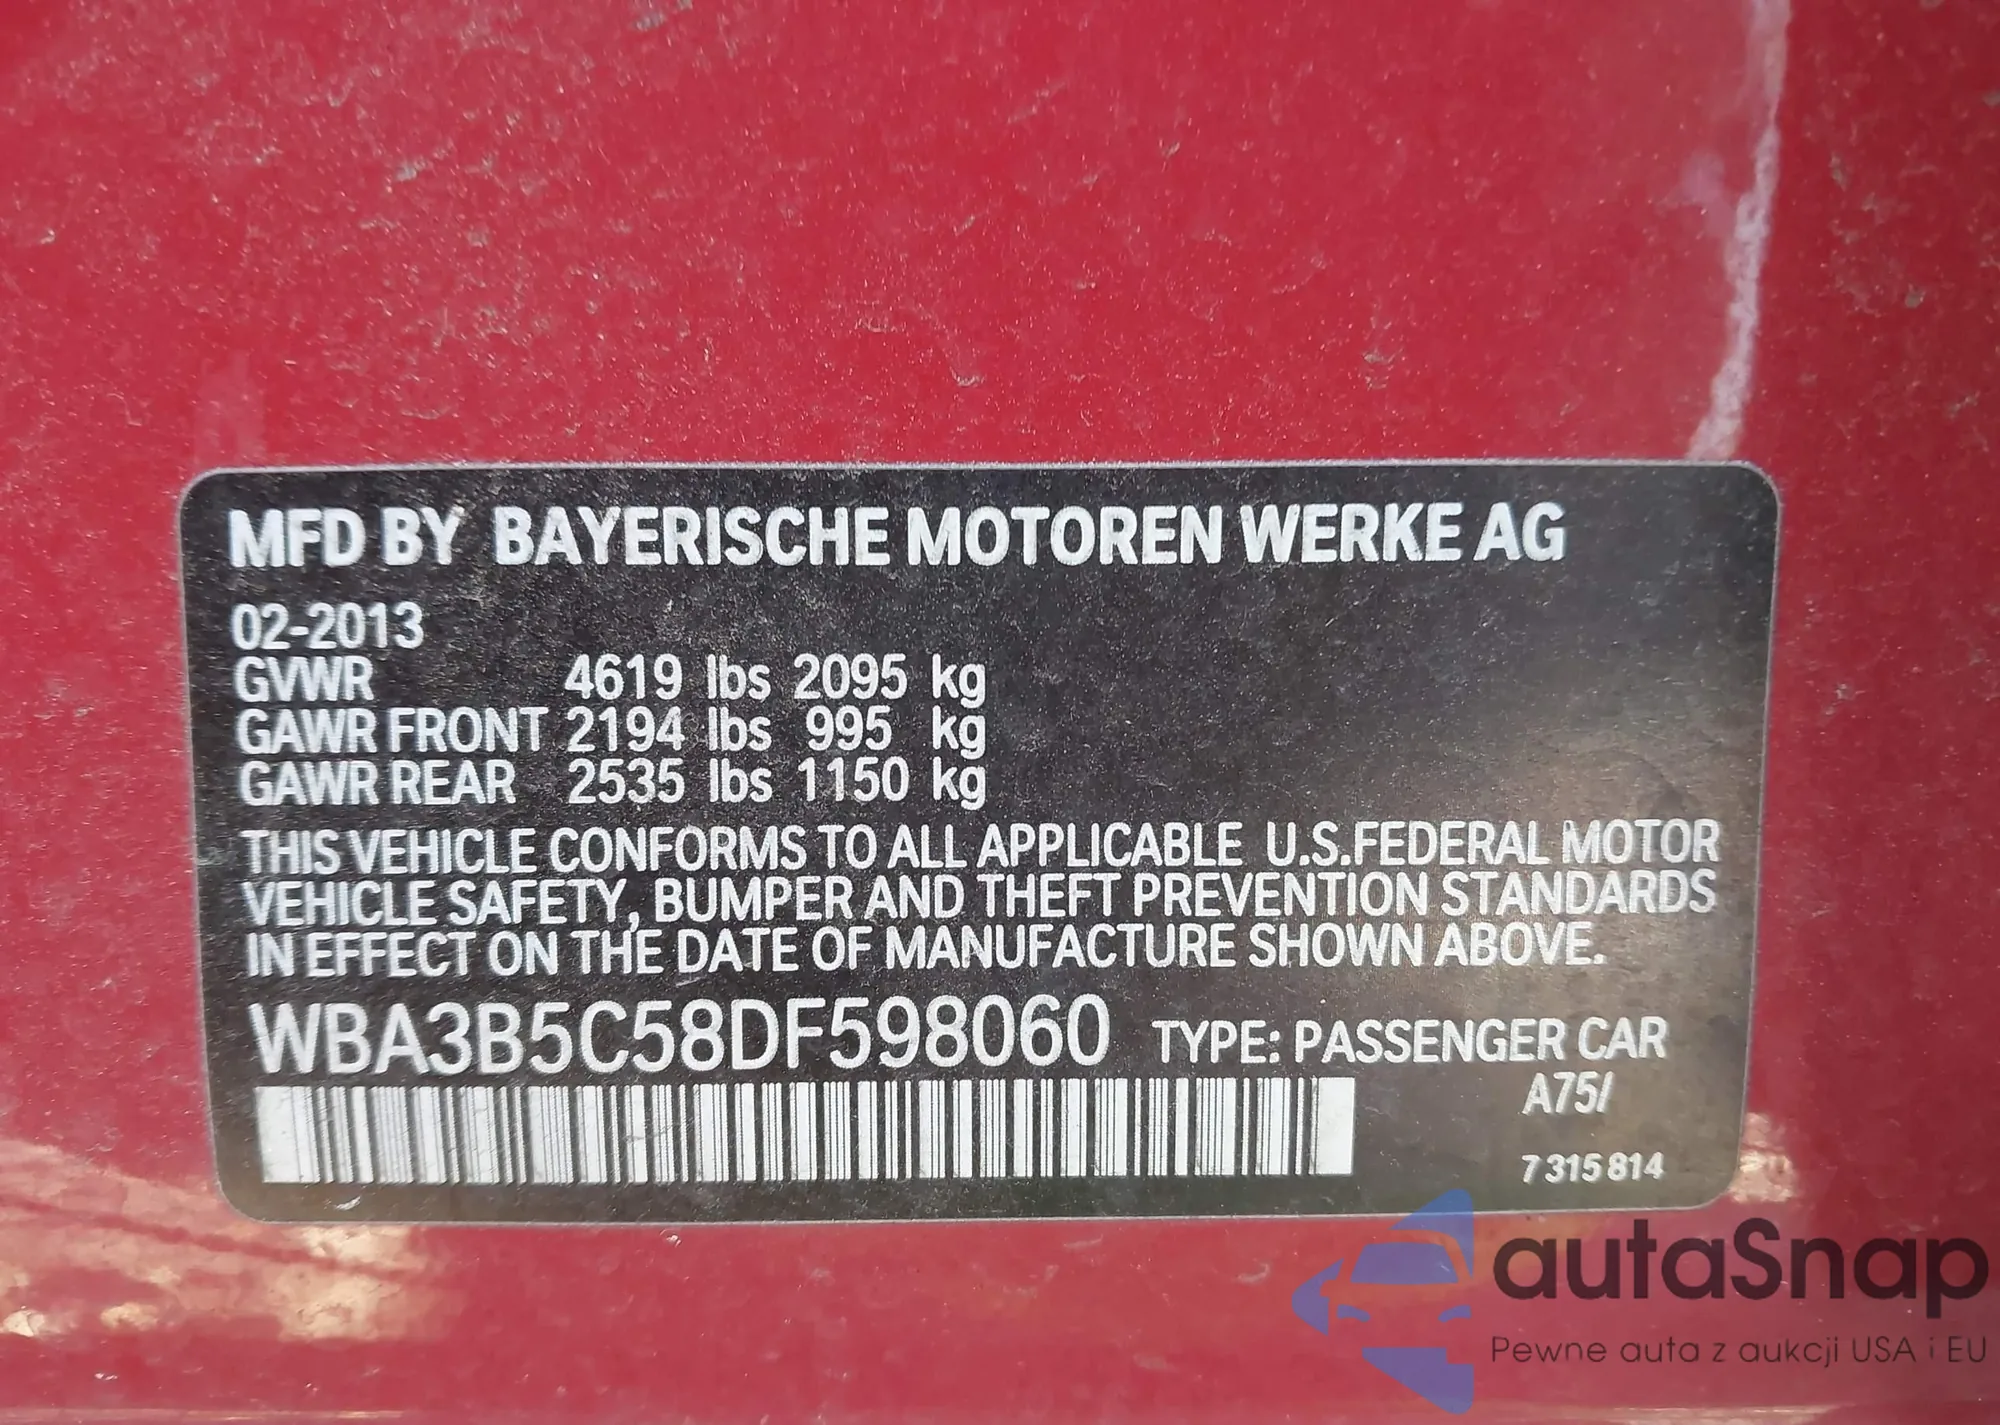 MFD BY BAYERISCHE MOTOREN WERKE AG
02-2013
GVWR 4619 lbs 2095 kg
GAWR FRONT 2194 lbs 995 kg
GAWR REAR 2535 lbs 1150 kg
THIS VEHICLE CONFORMS TO ALL APPLICABLE U.S.FEDERAL MOTOR
VEHICLE SAFETY, BUMPER AND THEFT PREVENTION STANDARDS
IN EFFECT ON THE DATE OF MANUFACTURE SHOWN ABOVE.
WBA3B5C58DF598060 TYPE: PASSENGER CAR
A75/
7 315 814
autaSnap
Pewne auta z aukcji USA i EU